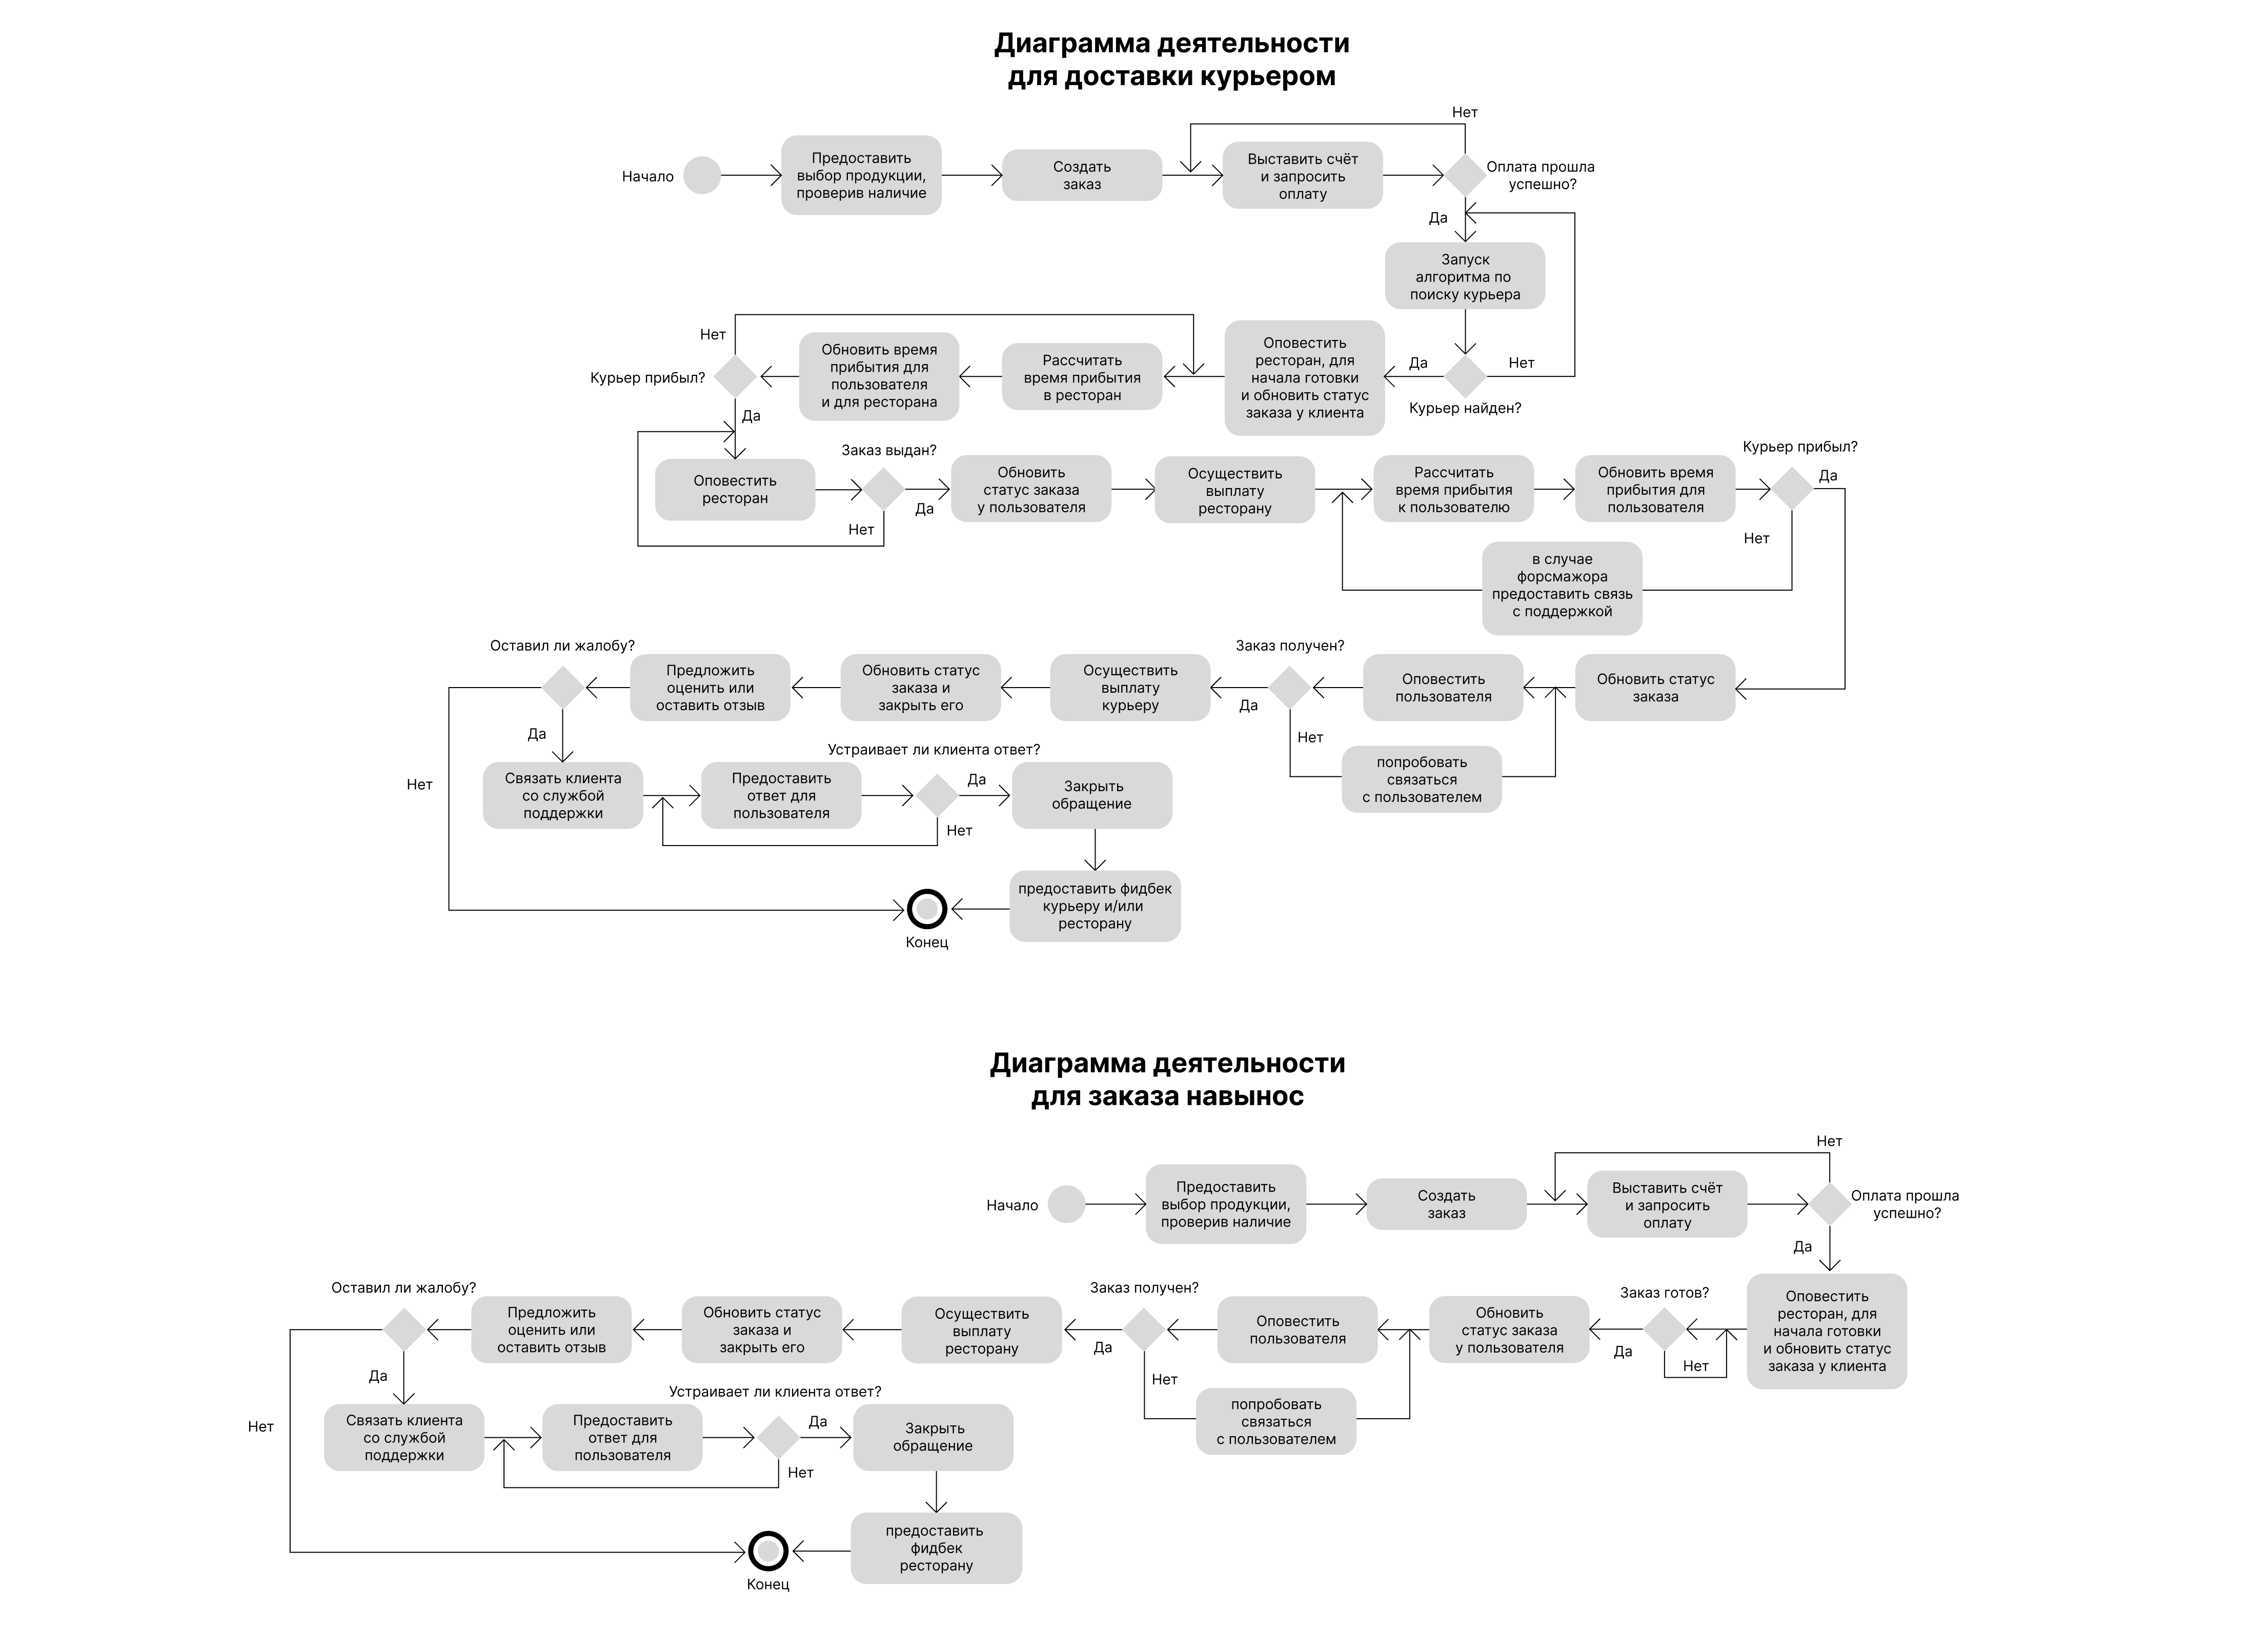 Диаграмма деятельности
для доставки курьером
Нет
Начало
Предоставить
выбор продукции,
проверив наличие
Создать
заказ
Выставить счёт
и запросить
оплату
Оплата прошла
успешно?
Да
Запуск
алгоритма по
поиску курьера
Нет
Курьер прибыл?
Обновить время
прибытия для
пользователя
и для ресторана
Рассчитать
время прибытия
в ресторан
Оповестить
ресторан, для
начала готовки
и обновить статус
заказа у клиента
Да
Нет
Курьер найден?
Да
Оповестить
ресторан
Заказ выдан?
Да
Нет
Обновить
статус заказа
у пользователя
Осуществить
выплату
ресторану
Рассчитать
время прибытия
к пользователю
Обновить время
прибытия для
пользователя
Курьер прибыл?
Да
Нет
в случае
форсмажора
предоставить связь
с поддержкой
Оставил ли жалобу?
Предложить
оценить или
оставить отзыв
Обновить статус
заказа и
закрыть его
Осуществить
выплату
курьеру
Заказ получен?
Да
Нет
Оповестить
пользователя
Обновить статус
заказа
попробовать
связаться
с пользователем
Да
Нет
Связать клиента
со службой
поддержки
Предоставить
ответ для
пользователя
Устраивает ли клиента ответ?
Да
Нет
Закрыть
обращение
предоставить фидбек
курьеру и/или
ресторану
Конец
Диаграмма деятельности
для заказа навынос
Нет
Начало
Предоставить
выбор продукции,
проверив наличие
Создать
заказ
Выставить счёт
и запросить
оплату
Оплата прошла
успешно?
Да
Оставил ли жалобу?
Предложить
оценить или
оставить отзыв
Обновить статус
заказа и
закрыть его
Осуществить
выплату
ресторану
Заказ получен?
Да
Нет
Оповестить
пользователя
Обновить
статус заказа
у пользователя
Заказ готов?
Да
Нет
Оповестить
ресторан, для
начала готовки
и обновить статус
заказа у клиента
попробовать
связаться
с пользователем
Да
Нет
Связать клиента
со службой
поддержки
Предоставить
ответ для
пользователя
Устраивает ли клиента ответ?
Да
Нет
Закрыть
обращение
предоставить
фидбек
ресторану
Конец